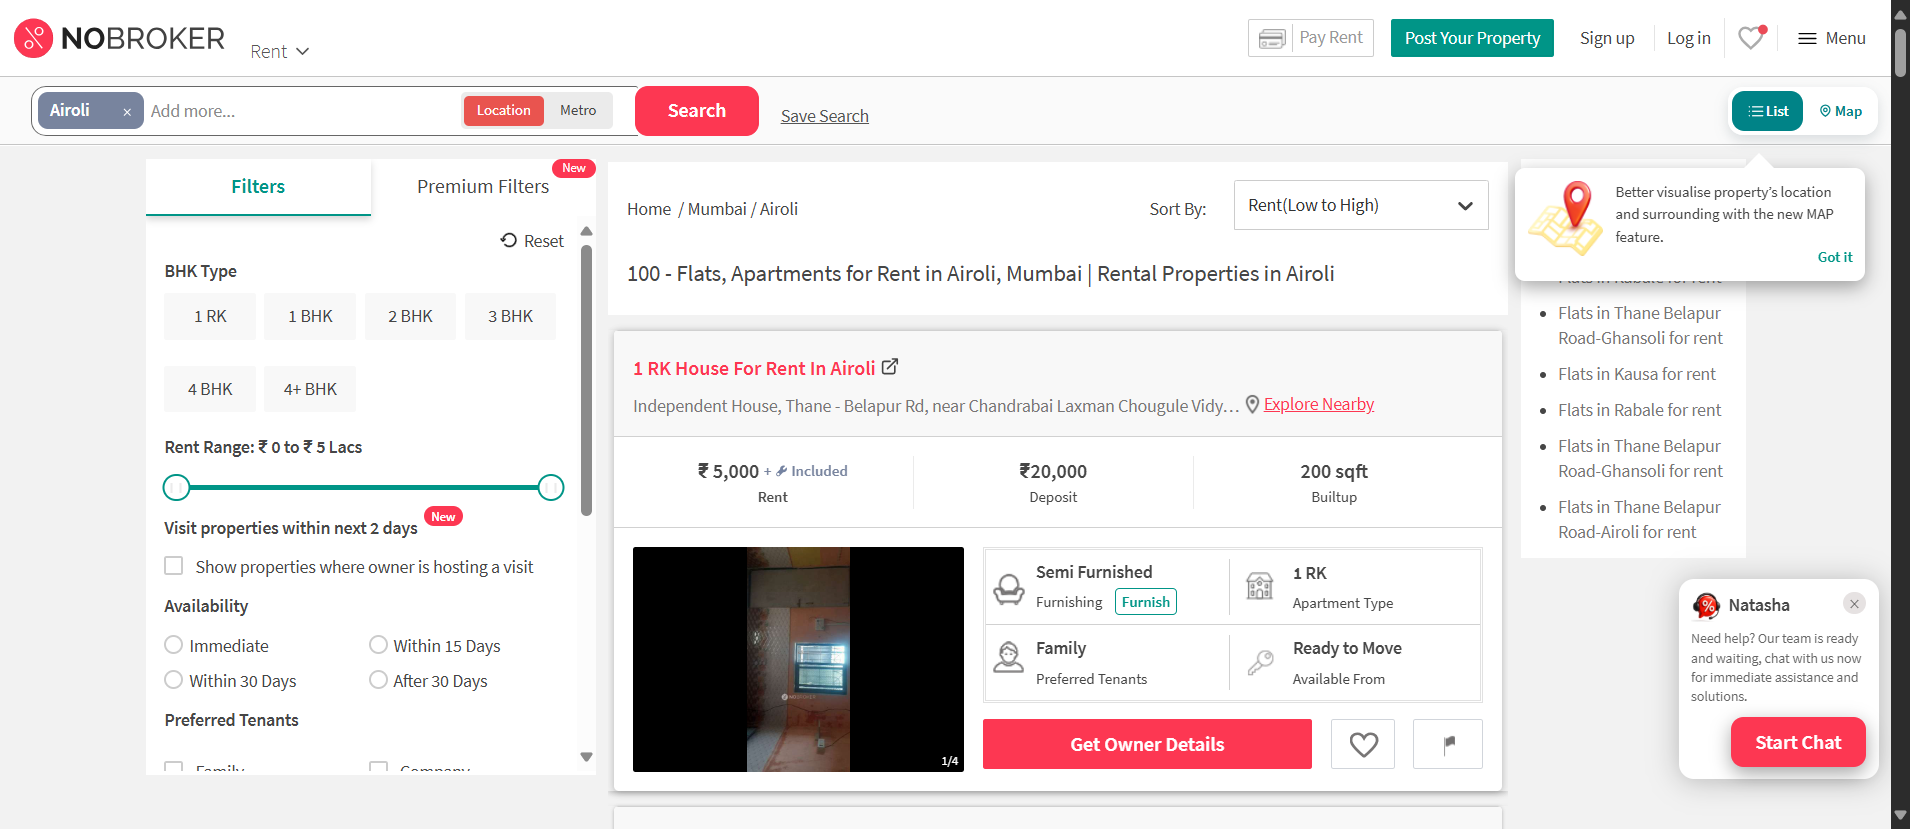 NOBROKER
Rent
Pay Rent
Post Your Property
Sign up
Log in
Menu
Airoli ×
Add more...
Location
Metro
Search
Save Search
List
Map
Filters
Premium Filters
New
Reset
BHK Type
1 RK
1 BHK
2 BHK
3 BHK
4 BHK
4+ BHK
Rent Range: ₹ 0 to ₹ 5 Lacs
Visit properties within next 2 days
New
Show properties where owner is hosting a visit
Availability
Immediate
Within 15 Days
Within 30 Days
After 30 Days
Preferred Tenants
Family
Company
Home / Mumbai / Airoli
Sort By:
Rent(Low to High)
100 - Flats, Apartments for Rent in Airoli, Mumbai | Rental Properties in Airoli
1 RK House For Rent In Airoli
Independent House, Thane - Belapur Rd, near Chandrabai Laxman Chougule Vidy...
Explore Nearby
₹ 5,000 + Included
Rent
₹20,000
Deposit
200 sqft
Builtup
NOBROKER
1/4
Semi Furnished
Furnishing
Furnish
1 RK
Apartment Type
Family
Preferred Tenants
Ready to Move
Available From
Get Owner Details
Better visualise property's location
and surrounding with the new MAP
feature.
Got it
Flats in Rabale for rent
Flats in Thane Belapur
Road-Ghansoli for rent
Flats in Kausa for rent
Flats in Rabale for rent
Flats in Thane Belapur
Road-Ghansoli for rent
Flats in Thane Belapur
Road-Airoli for rent
Natasha
Need help? Our team is ready
and waiting, chat with us now
for immediate assistance and
solutions.
Start Chat